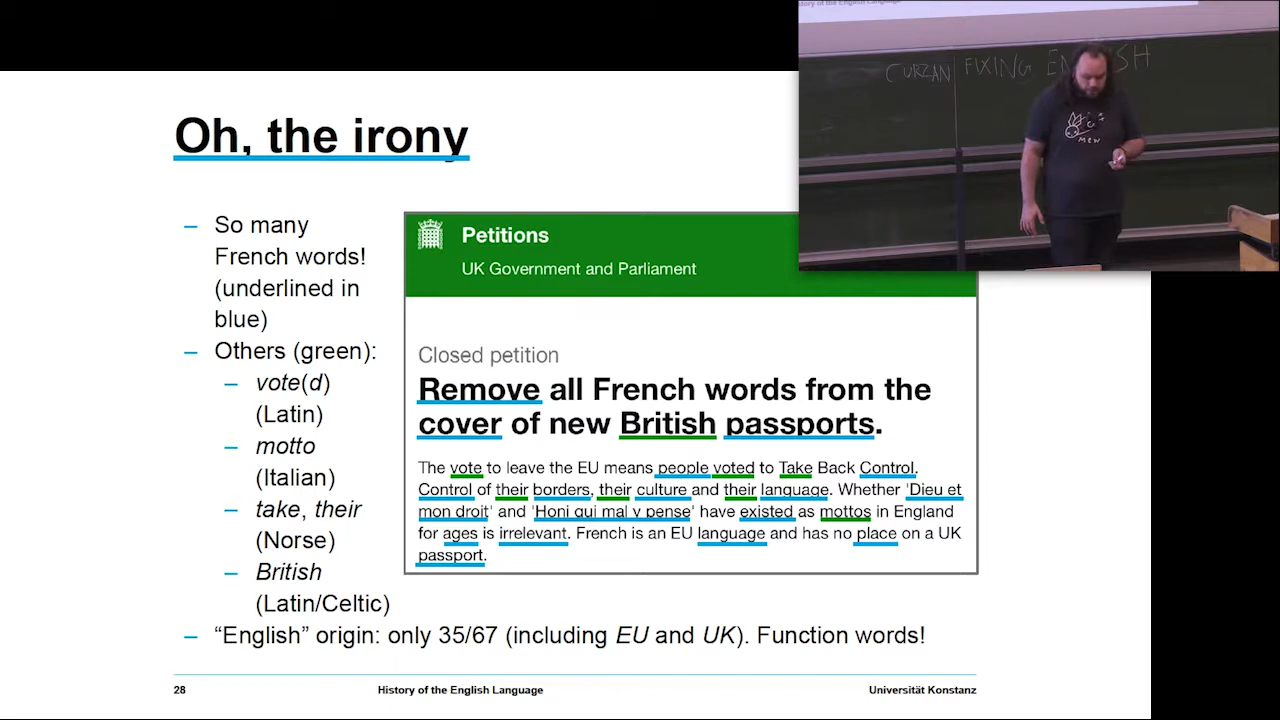 History of the English Language
CURZAN FIXING ENGLISH
MEW
Oh, the irony
– So many
French words!
(underlined in
blue)
– Others (green):
– vote(d)
(Latin)
– motto
(Italian)
– take, their
(Norse)
– British
(Latin/Celtic)
– “English” origin: only 35/67 (including EU and UK). Function words!
Petitions
UK Government and Parliament
Closed petition
Remove all French words from the
cover of new British passports.
The vote to leave the EU means people voted to Take Back Control.
Control of their borders, their culture and their language. Whether 'Dieu et
mon droit' and 'Honi qui mal y pense' have existed as mottos in England
for ages is irrelevant. French is an EU language and has no place on a UK
passport.
28
History of the English Language
Universität Konstanz